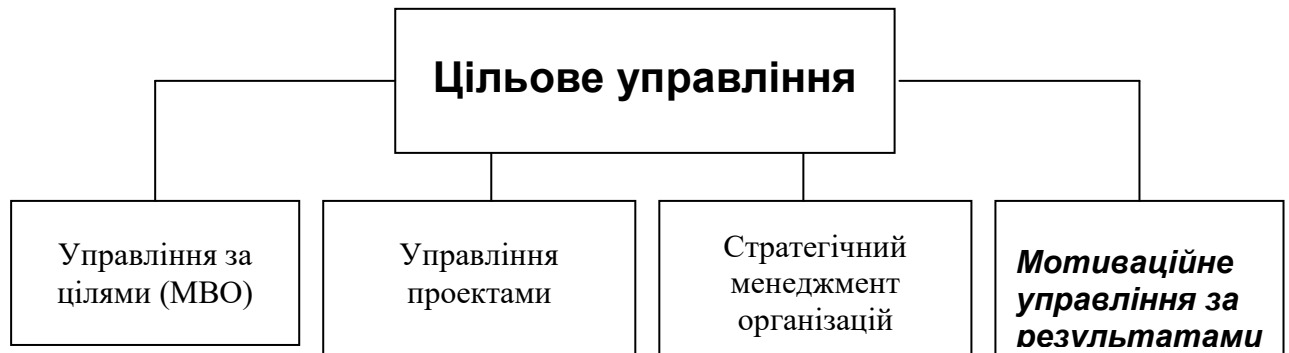 Цільове управління
Управління за
цілями (МВО)
Управління
проектами
Стратегічний
менеджмент
організацій
Мотиваційне
управління за
результатами